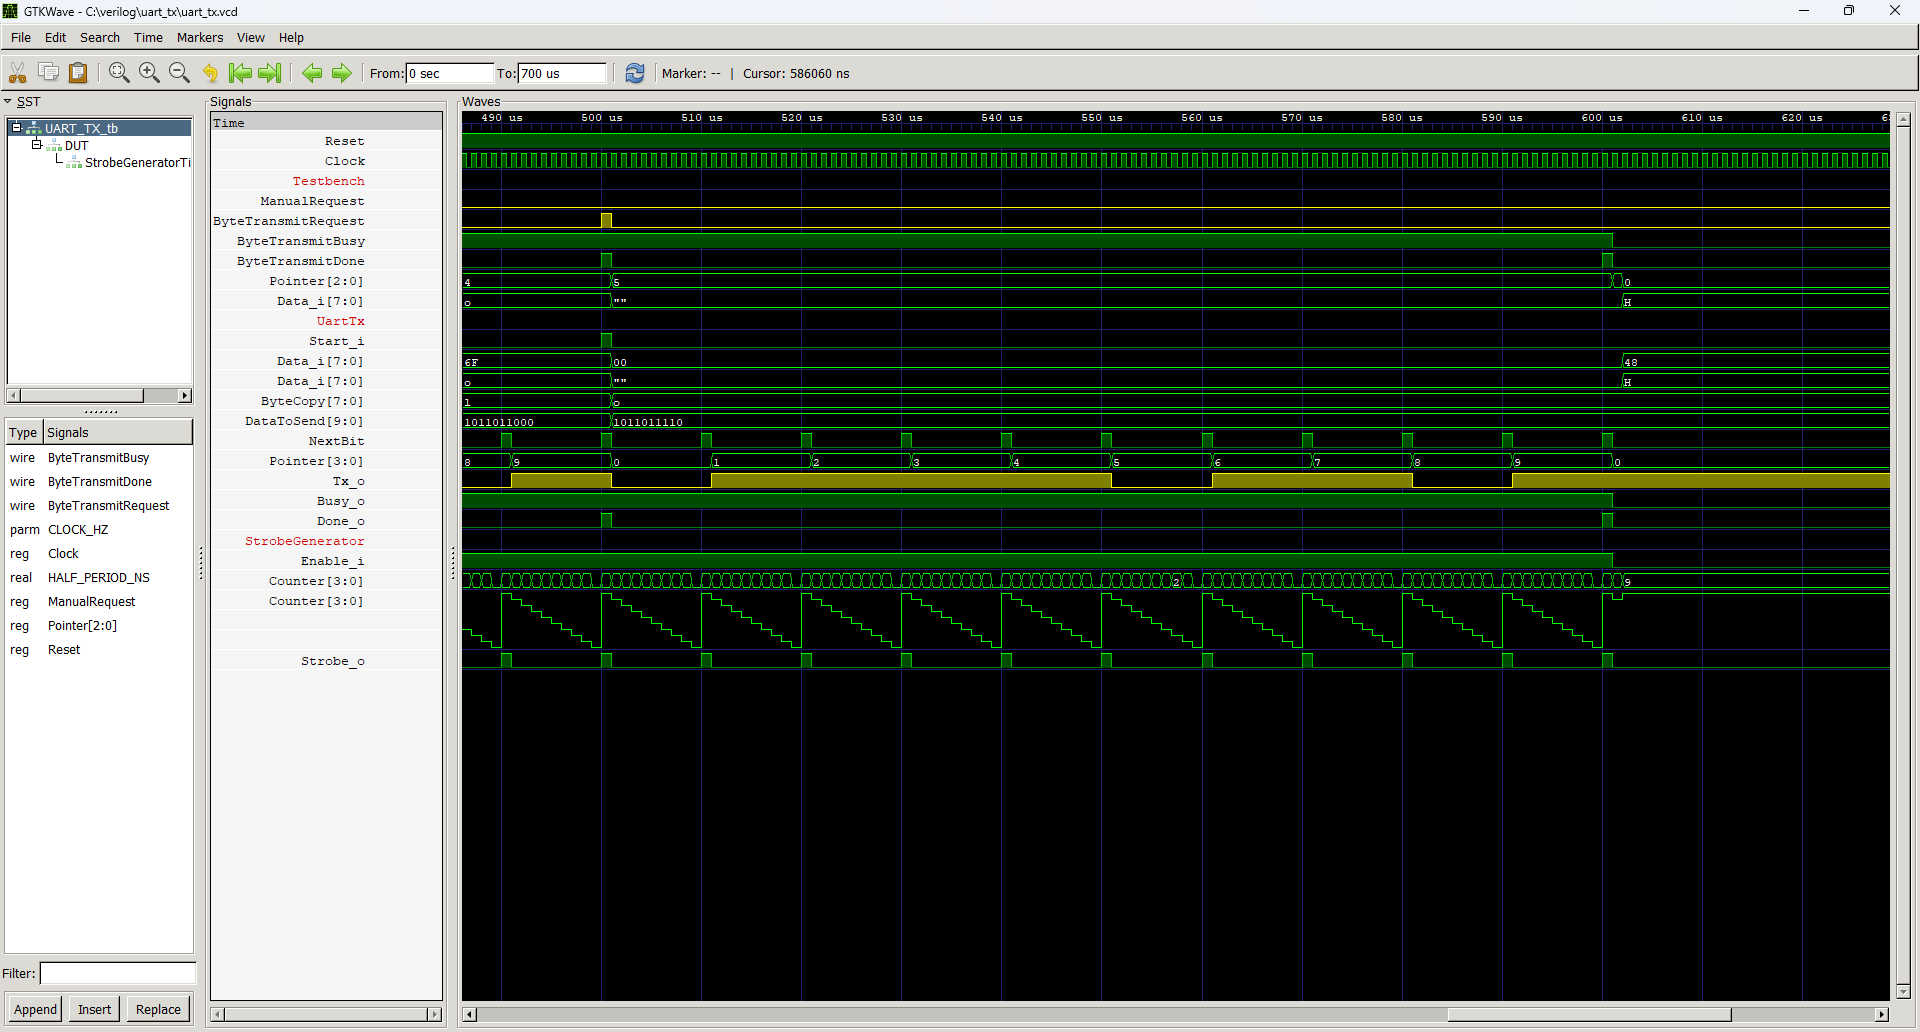 GTKWave - C:\verilog\uart_tx\uart_tx.vcd
File Edit Search Time Markers View Help
From: 0 sec To: 700 us Marker: -- | Cursor: 586060 ns
SST
UART_TX_tb
DUT
StrobeGeneratorTi
Type Signals
wire ByteTransmitBusy
wire ByteTransmitDone
wire ByteTransmitRequest
parm CLOCK_HZ
reg Clock
real HALF_PERIOD_NS
reg ManualRequest
reg Pointer[2:0]
reg Reset
Filter:
Append Insert Replace
Signals
Time
Reset
Clock
Testbench
ManualRequest
ByteTransmitRequest
ByteTransmitBusy
ByteTransmitDone
Pointer[2:0]
Data_i[7:0]
UartTx
Start_i
Data_i[7:0]
Data_i[7:0]
ByteCopy[7:0]
DataToSend[9:0]
NextBit
Pointer[3:0]
Tx_o
Busy_o
Done_o
StrobeGenerator
Enable_i
Counter[3:0]
Counter[3:0]
Strobe_o
Waves
490 us 500 us 510 us 520 us 530 us 540 us 550 us 560 us 570 us 580 us 590 us 600 us 610 us 620 us 6
4 5 0
o "" H
6F 00 48
o "" H
l o
1011011000 1011011110
8 9 0 1 2 3 4 5 6 7 8 9 0
2 9